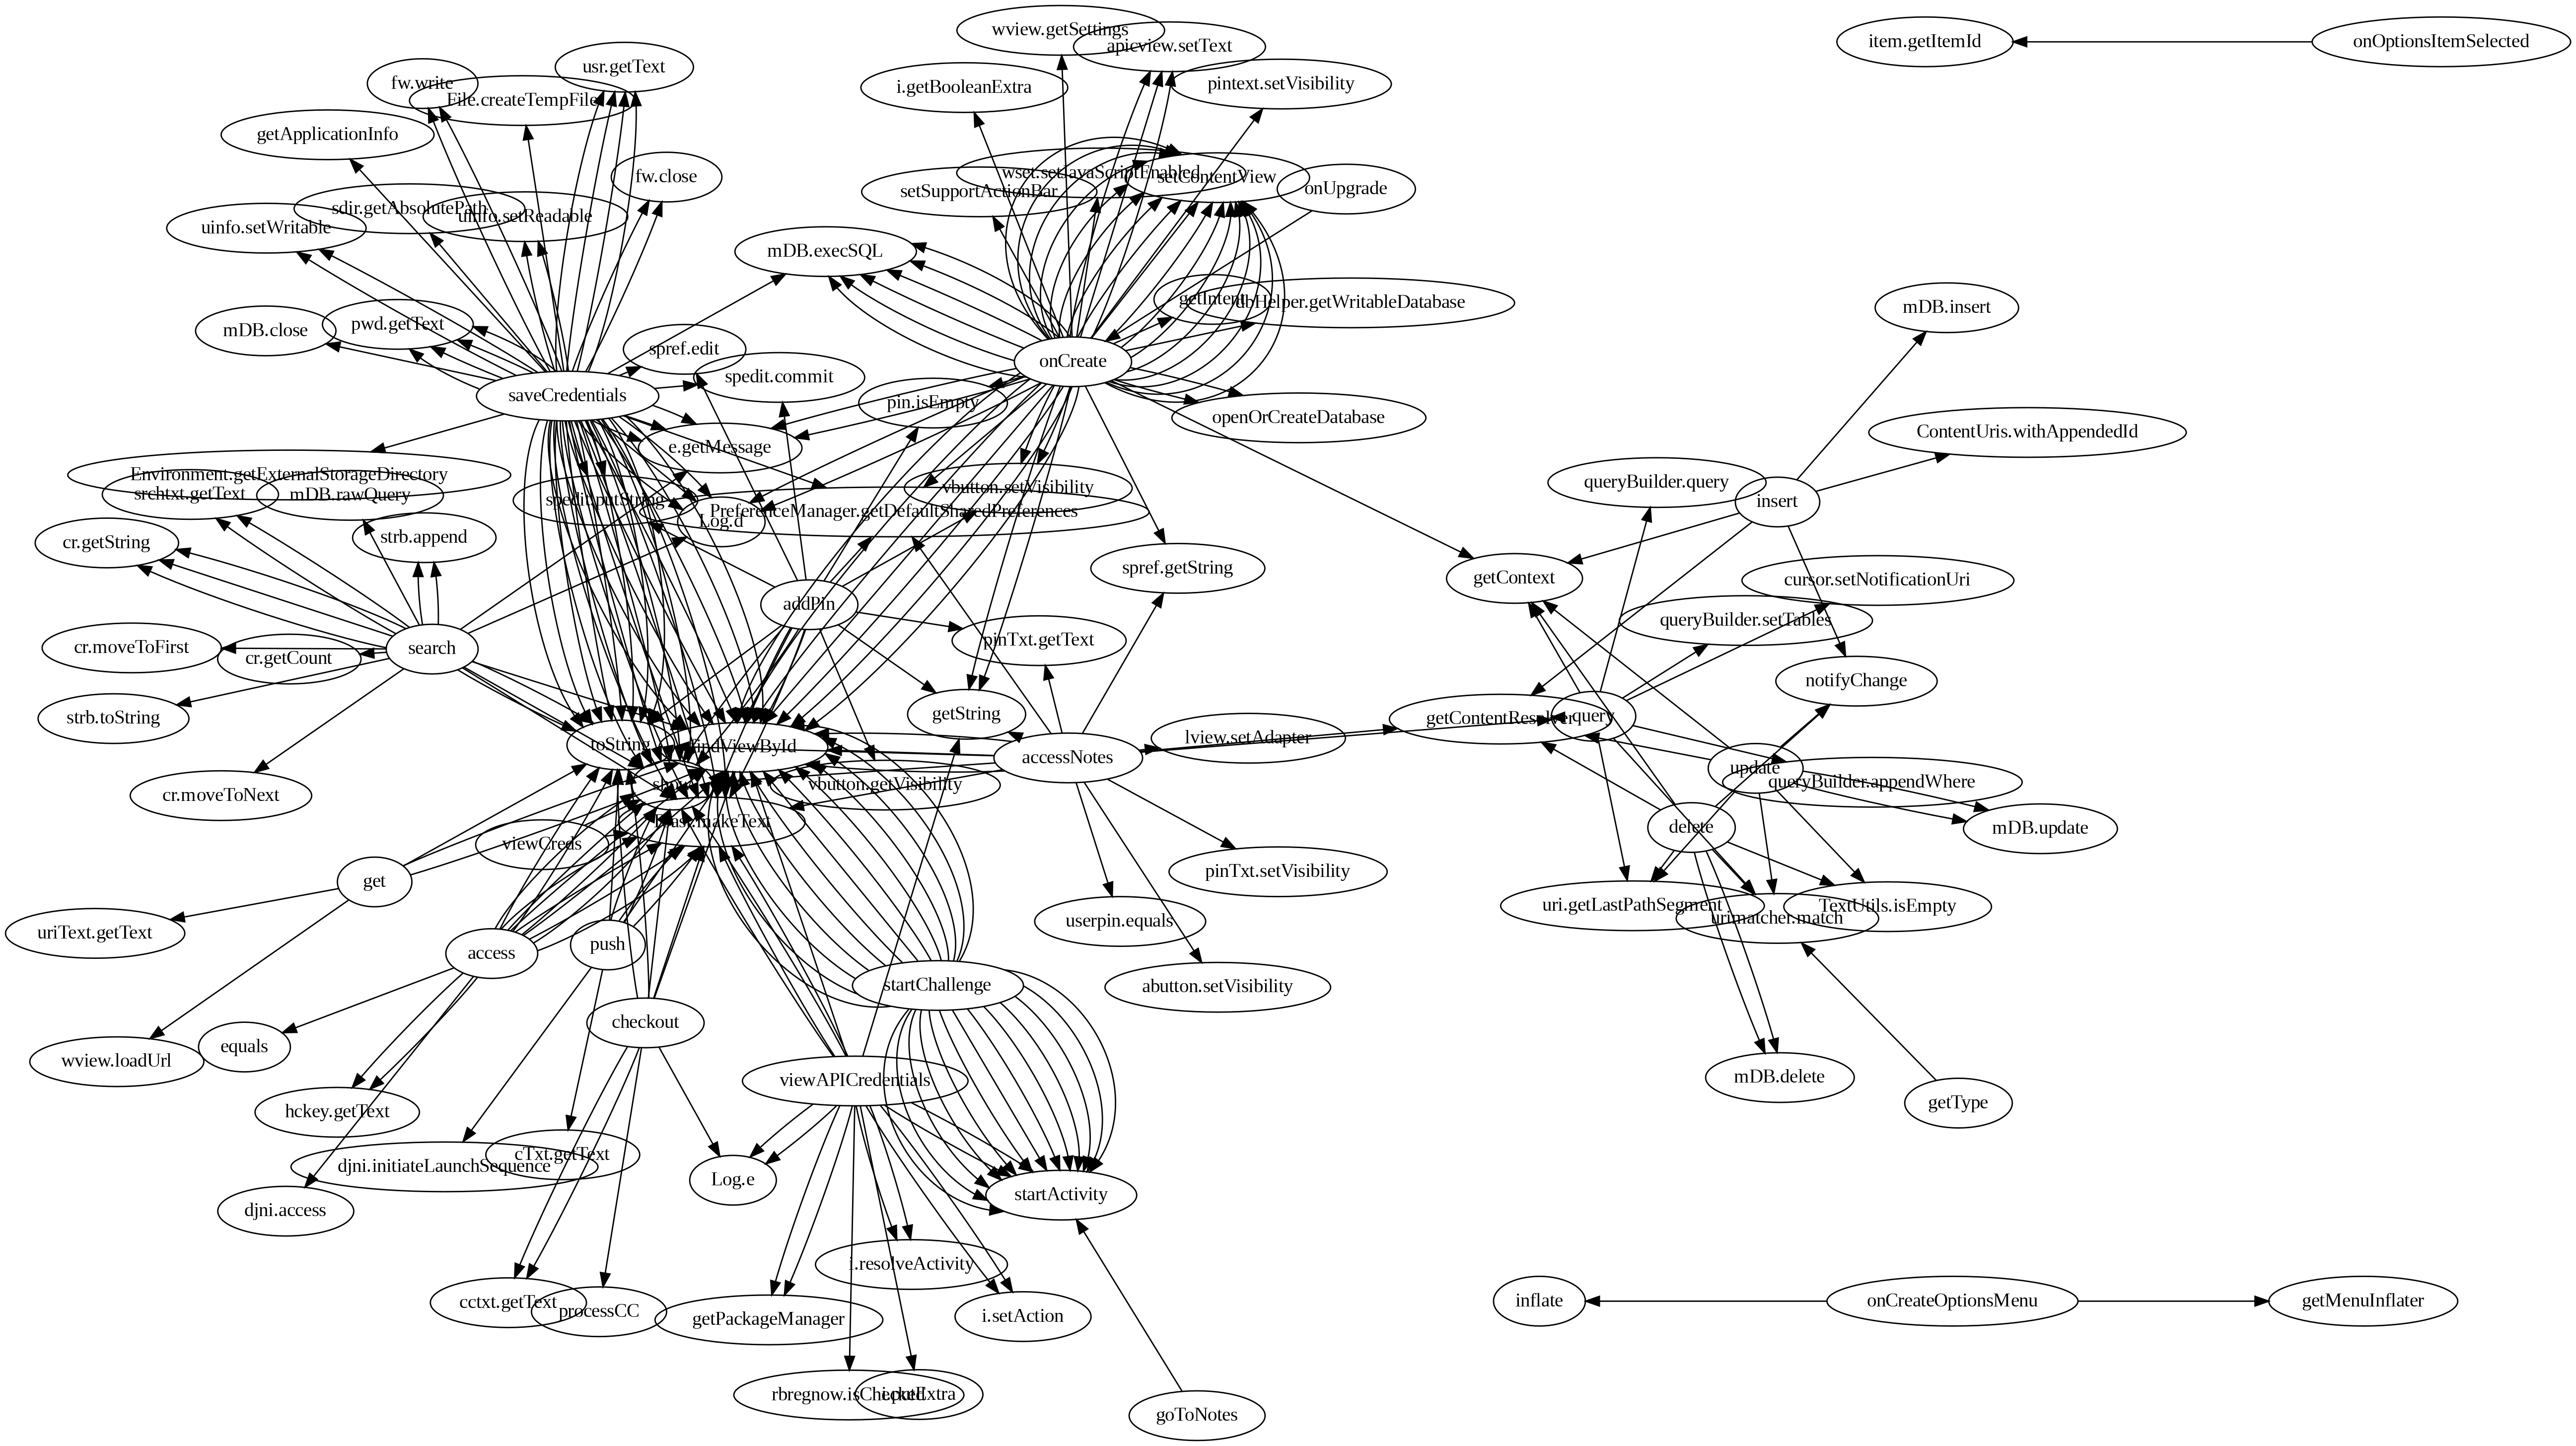 wview.getSettings
apicview.setText
item.getItemId
onOptionsItemSelected
usr.getText
fw.write
File.createTempFile
i.getBooleanExtra
pintext.setVisibility
getApplicationInfo
fw.close
wset.setJavaScriptEnabled
setContentView
setSupportActionBar
onUpgrade
sdir.getAbsolutePath
uinfo.setReadable
uinfo.setWritable
mDB.execSQL
getIntent
dbHelper.getWritableDatabase
mDB.insert
mDB.close
pwd.getText
spref.edit
onCreate
spedit.commit
saveCredentials
pin.isEmpty
openOrCreateDatabase
ContentUris.withAppendedId
e.getMessage
Environment.getExternalStorageDirectory
srchtxt.getText
mDB.rawQuery
spedit.putString
vbutton.setVisibility
PreferenceManager.getDefaultSharedPreferences
Log.d
queryBuilder.query
insert
strb.append
cr.getString
spref.getString
getContext
cursor.setNotificationUri
addPin
queryBuilder.setTables
pinTxt.getText
search
cr.moveToFirst
cr.getCount
notifyChange
strb.toString
getString
getContentResolver
query
toString
findViewById
lview.setAdapter
accessNotes
update
show
vbutton.getVisibility
queryBuilder.appendWhere
cr.moveToNext
Toast.makeText
delete
mDB.update
viewCreds
get
pinTxt.setVisibility
uri.getLastPathSegment
urimatcher.match
TextUtils.isEmpty
uriText.getText
userpin.equals
push
access
startChallenge
abutton.setVisibility
checkout
equals
wview.loadUrl
viewAPICredentials
mDB.delete
getType
hckey.getText
cTxt.getText
djni.initiateLaunchSequence
Log.e
startActivity
djni.access
i.resolveActivity
cctxt.getText
processCC
getPackageManager
i.setAction
inflate
onCreateOptionsMenu
getMenuInflater
rbregnow.isChecked
i.putExtra
goToNotes